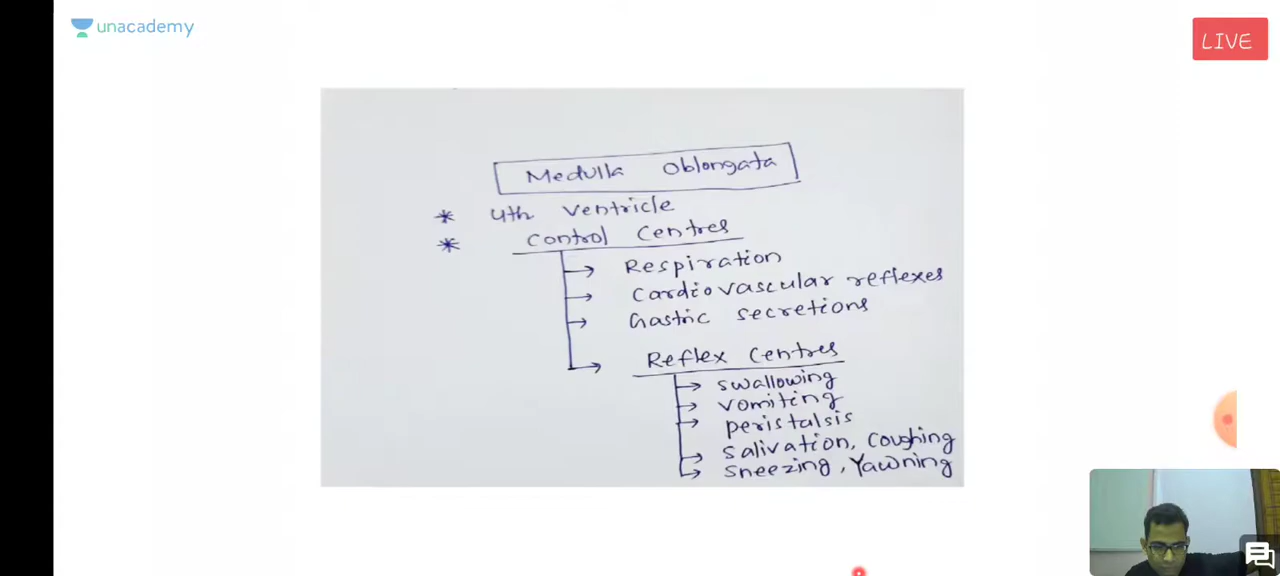 unacademy
LIVE
Medulla Oblongata
* 4th ventricle
* Control Centres
Respiration
Cardiovascular reflexes
Gastric secretions
Reflex Centres
swallowing
vomiting
peristalsis
salivation, Coughing
sneezing, Yawning